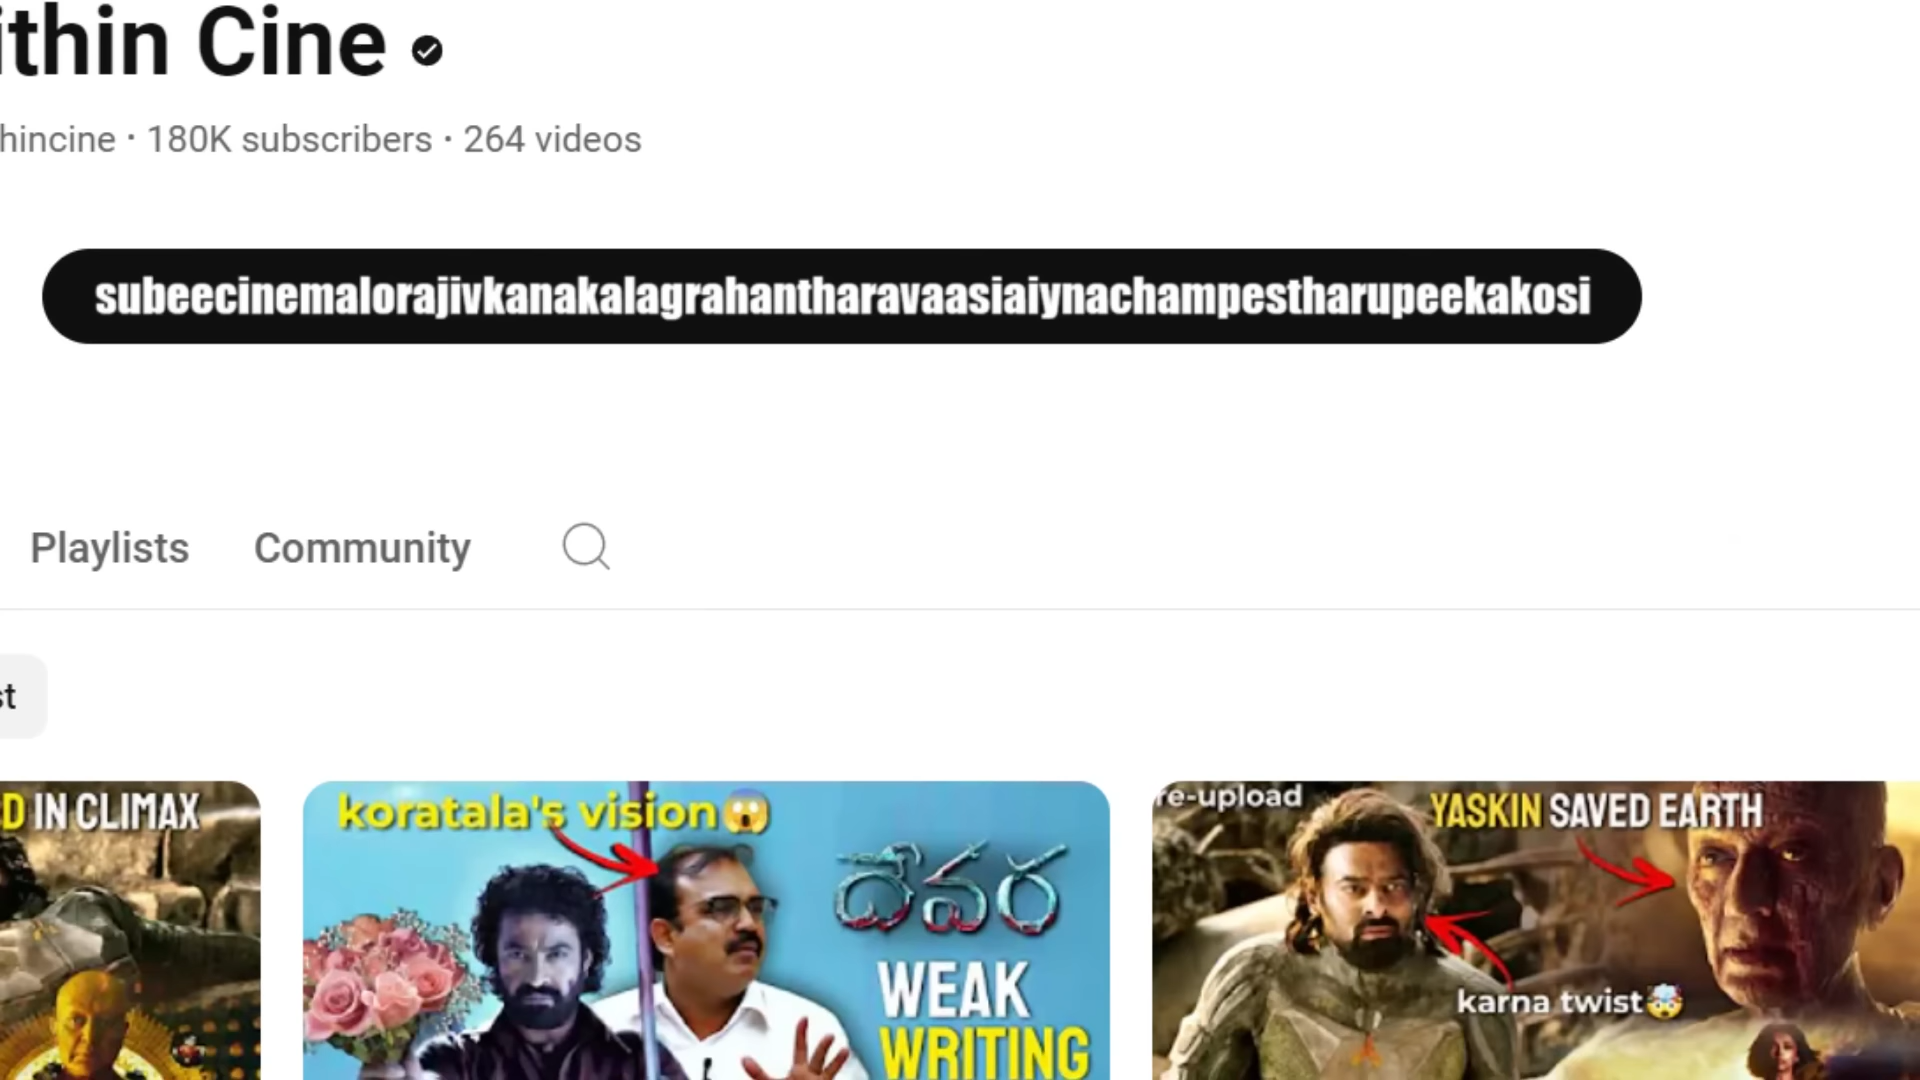 ithin Cine
hincine · 180K subscribers · 264 videos
subeecinemalorajivkanakalagrahantharavaasiaiynachampestharupeekakosi
Playlists Community
st
D IN CLIMAX
koratala's vision
దేవర
WEAK
WRITING
re-upload
YASKIN SAVED EARTH
karna twist